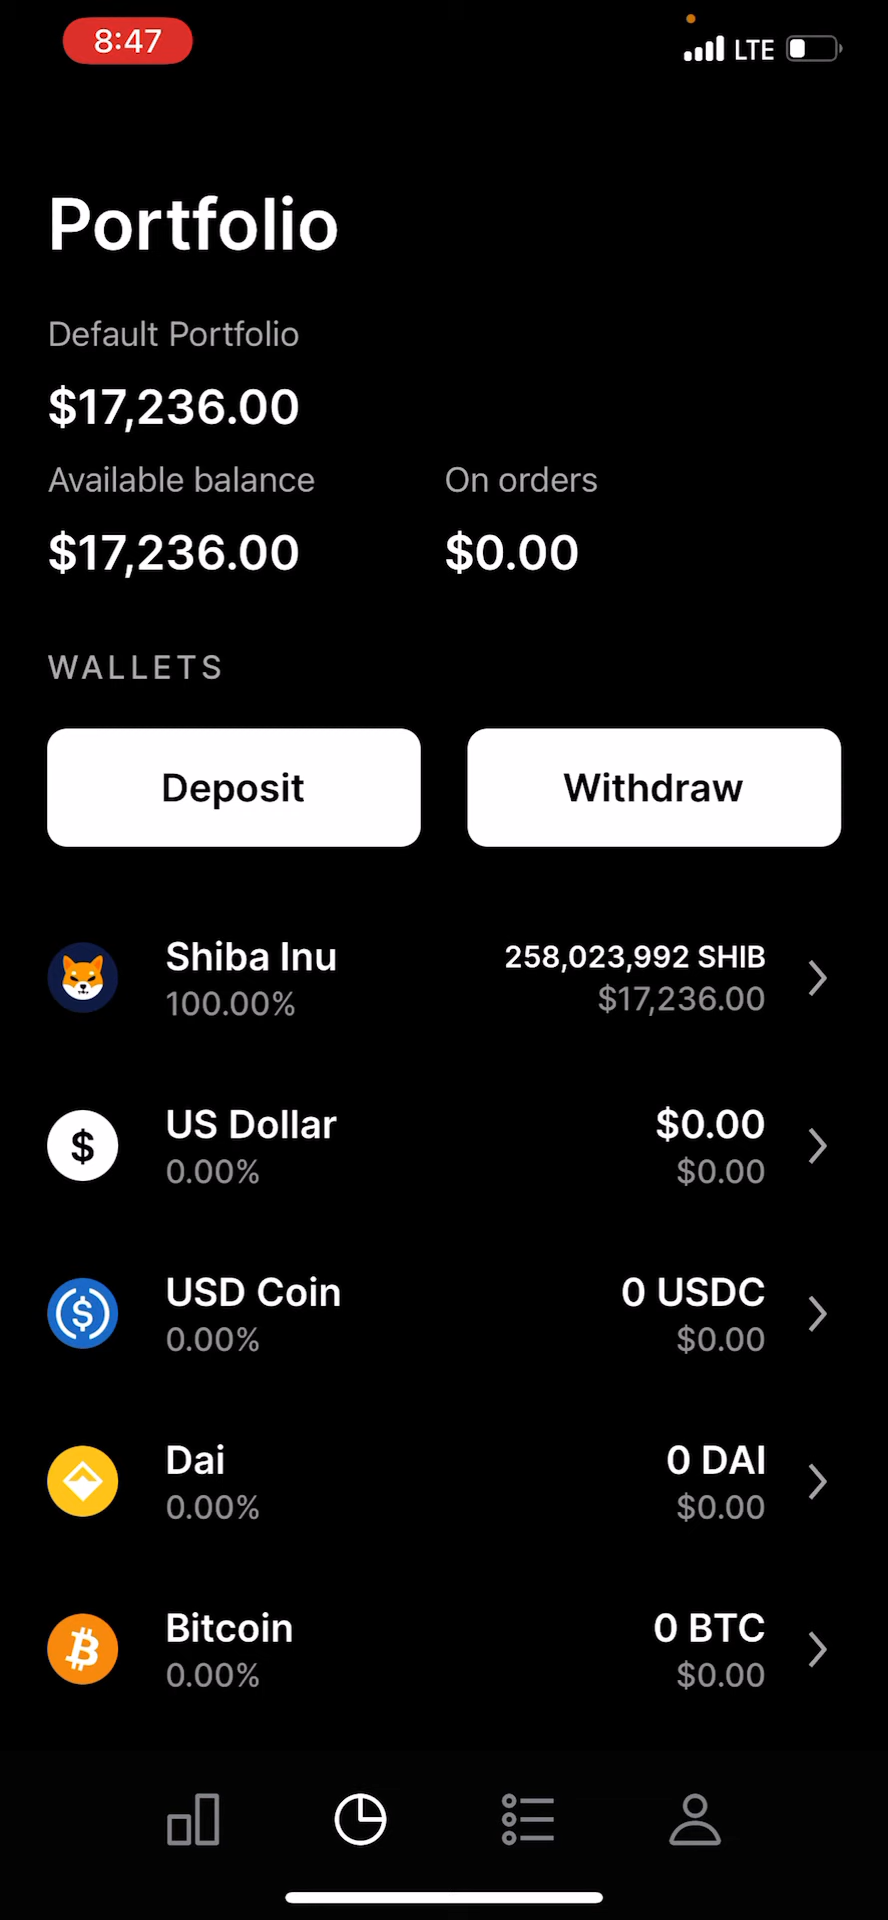 8:47
LTE
Portfolio
Default Portfolio
$17,236.00
Available balance On orders
$17,236.00 $0.00
WALLETS
Deposit Withdraw
Shiba Inu 258,023,992 SHIB
100.00% $17,236.00
$ US Dollar $0.00
0.00% $0.00
USD Coin 0 USDC
0.00% $0.00
Dai 0 DAI
0.00% $0.00
Bitcoin 0 BTC
0.00% $0.00